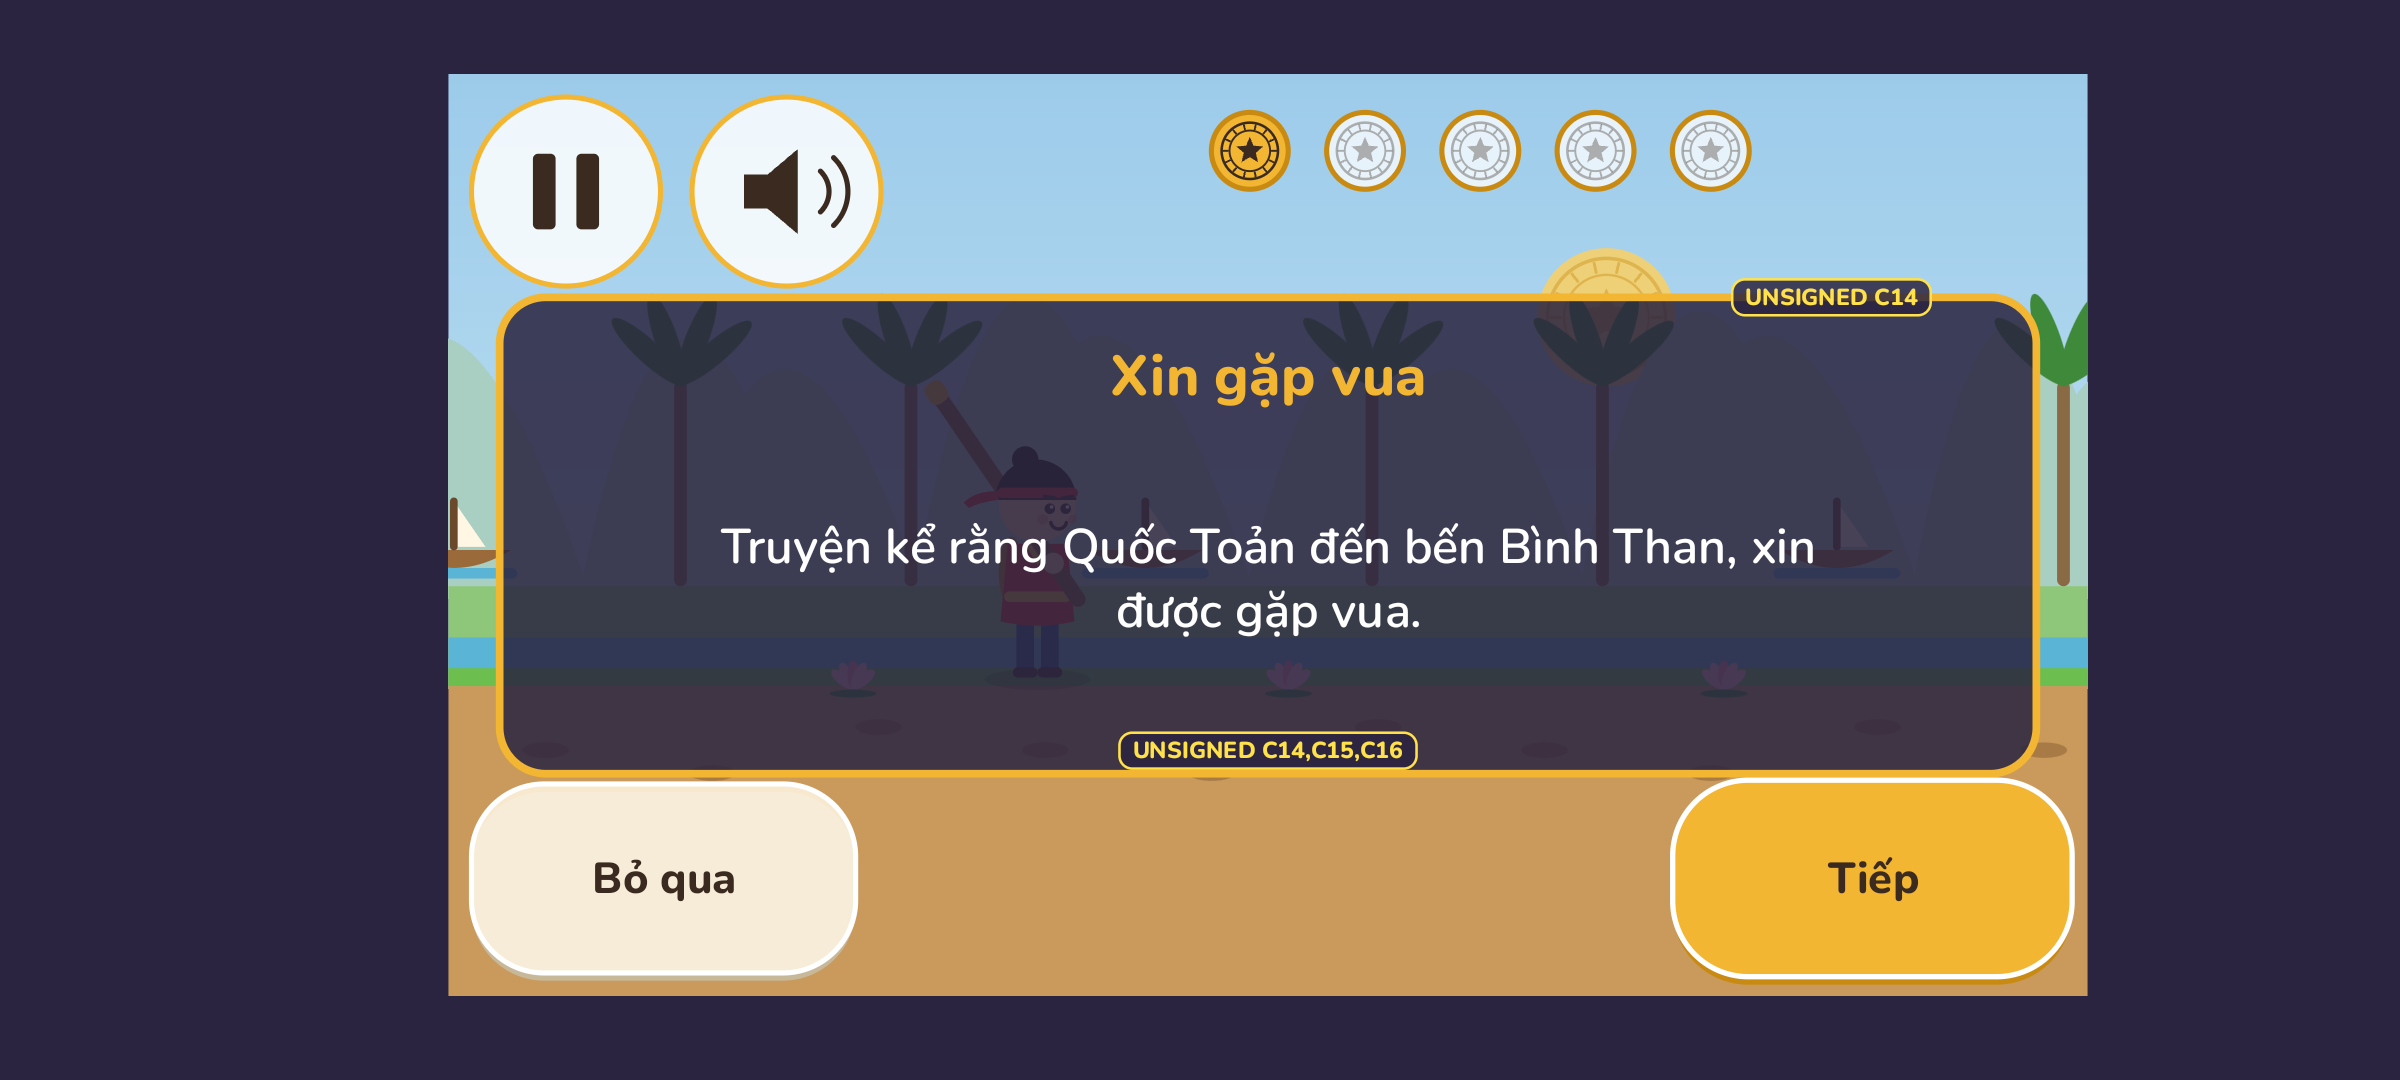 UNSIGNED C14
Xin gặp vua
Truyện kể rằng Quốc Toản đến bến Bình Than, xin
được gặp vua.
UNSIGNED C14,C15,C16
Bỏ qua
Tiếp